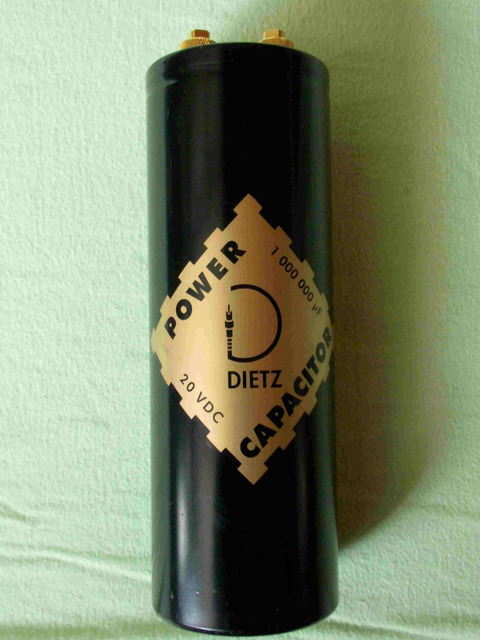 POWER
1 000 000 µF
DIETZ
20 VDC
CAPACITOR